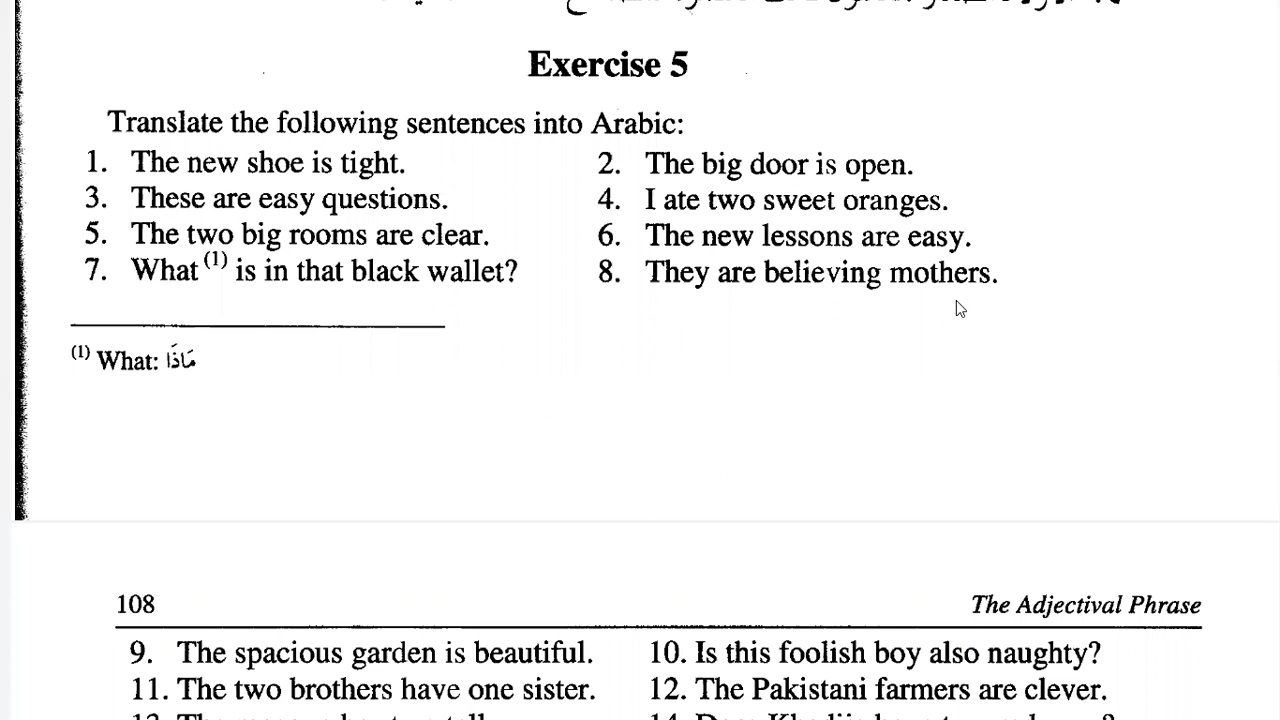 Exercise 5
Translate the following sentences into Arabic:
1. The new shoe is tight. 2. The big door is open.
3. These are easy questions. 4. I ate two sweet oranges.
5. The two big rooms are clear. 6. The new lessons are easy.
7. What (1) is in that black wallet? 8. They are believing mothers.
(1) What: مَاذَا
108 The Adjectival Phrase
9. The spacious garden is beautiful. 10. Is this foolish boy also naughty?
11. The two brothers have one sister. 12. The Pakistani farmers are clever.